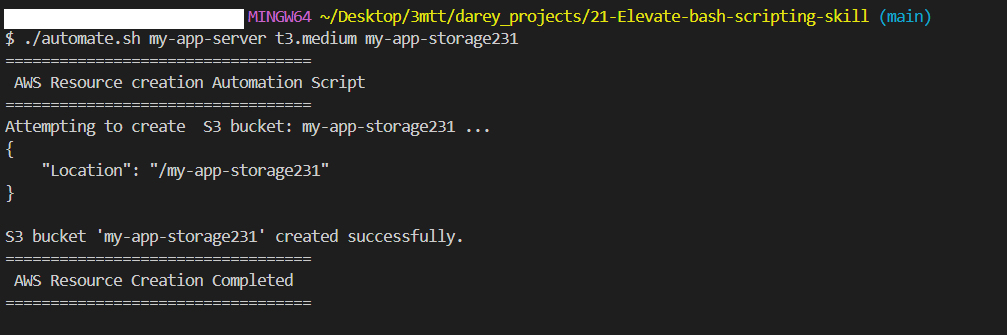 MINGW64 ~/Desktop/3mtt/darey_projects/21-Elevate-bash-scripting-skill (main)
$ ./automate.sh my-app-server t3.medium my-app-storage231
==================================
 AWS Resource creation Automation Script
==================================
Attempting to create  S3 bucket: my-app-storage231 ...
{
    "Location": "/my-app-storage231"
}

S3 bucket 'my-app-storage231' created successfully.
==================================
 AWS Resource Creation Completed
==================================